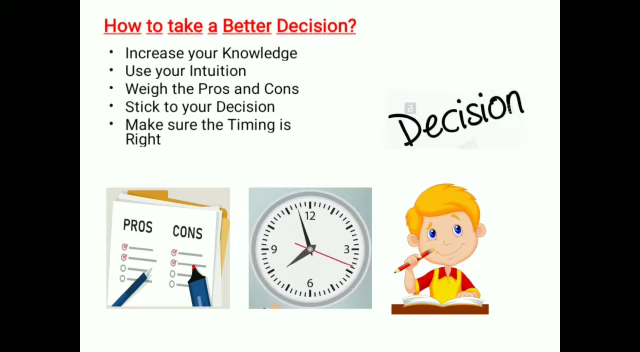 How to take a Better Decision?
• Increase your Knowledge
• Use your Intuition
• Weigh the Pros and Cons
• Stick to your Decision
• Make sure the Timing is
Right
Decision
PROS CONS
12
9 3
6